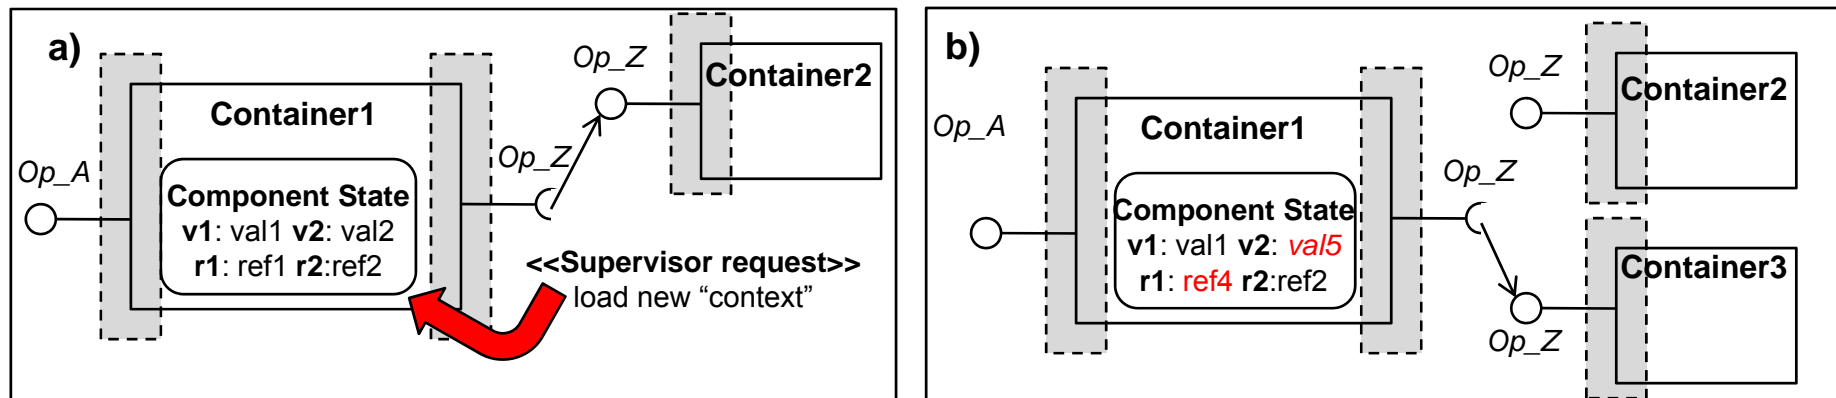 a)
Op_Z
Container2
Container1
Op_Z
Op_A
Component State
v1: val1 v2: val2
r1: ref1 r2:ref2
<<Supervisor request>>
load new “context”
b)
Op_Z
Container2
Op_A
Container1
Op_Z
Component State
v1: val1 v2: val5
r1: ref4 r2:ref2
Container3
Op_Z